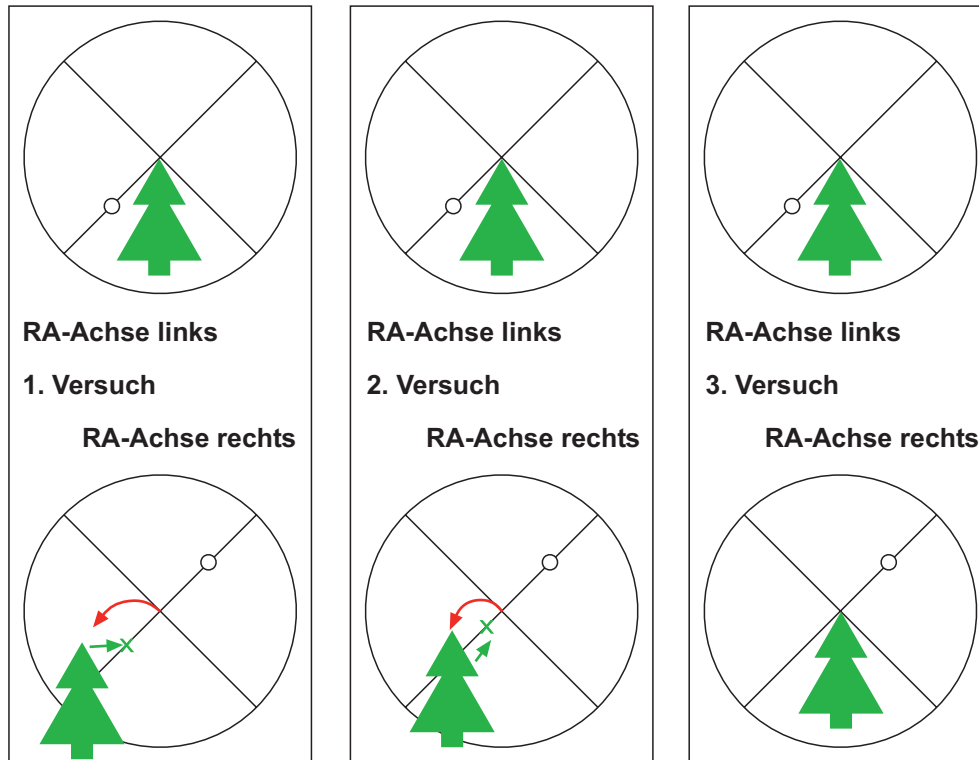 RA-Achse links
1. Versuch
RA-Achse rechts
RA-Achse links
2. Versuch
RA-Achse rechts
RA-Achse links
3. Versuch
RA-Achse rechts